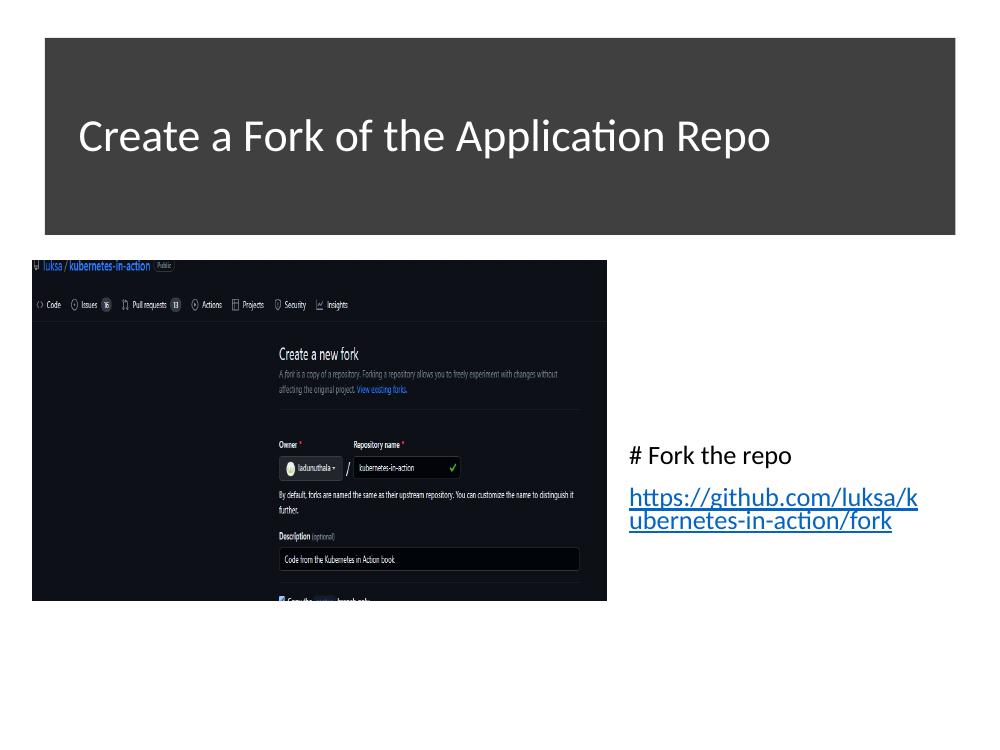 Create a Fork of the Application Repo
luksa / kubernetes-in-action Public
Code Issues 16 Pull requests 13 Actions Projects Security Insights
Create a new fork
A fork is a copy of a repository. Forking a repository allows you to freely experiment with changes without
affecting the original project. View existing forks.
Owner * Repository name *
ladunuthala / kubernetes-in-action
By default, forks are named the same as their upstream repository. You can customize the name to distinguish it
further.
Description (optional)
Code from the Kubernetes in Action book
# Fork the repo
https://github.com/luksa/k
ubernetes-in-action/fork